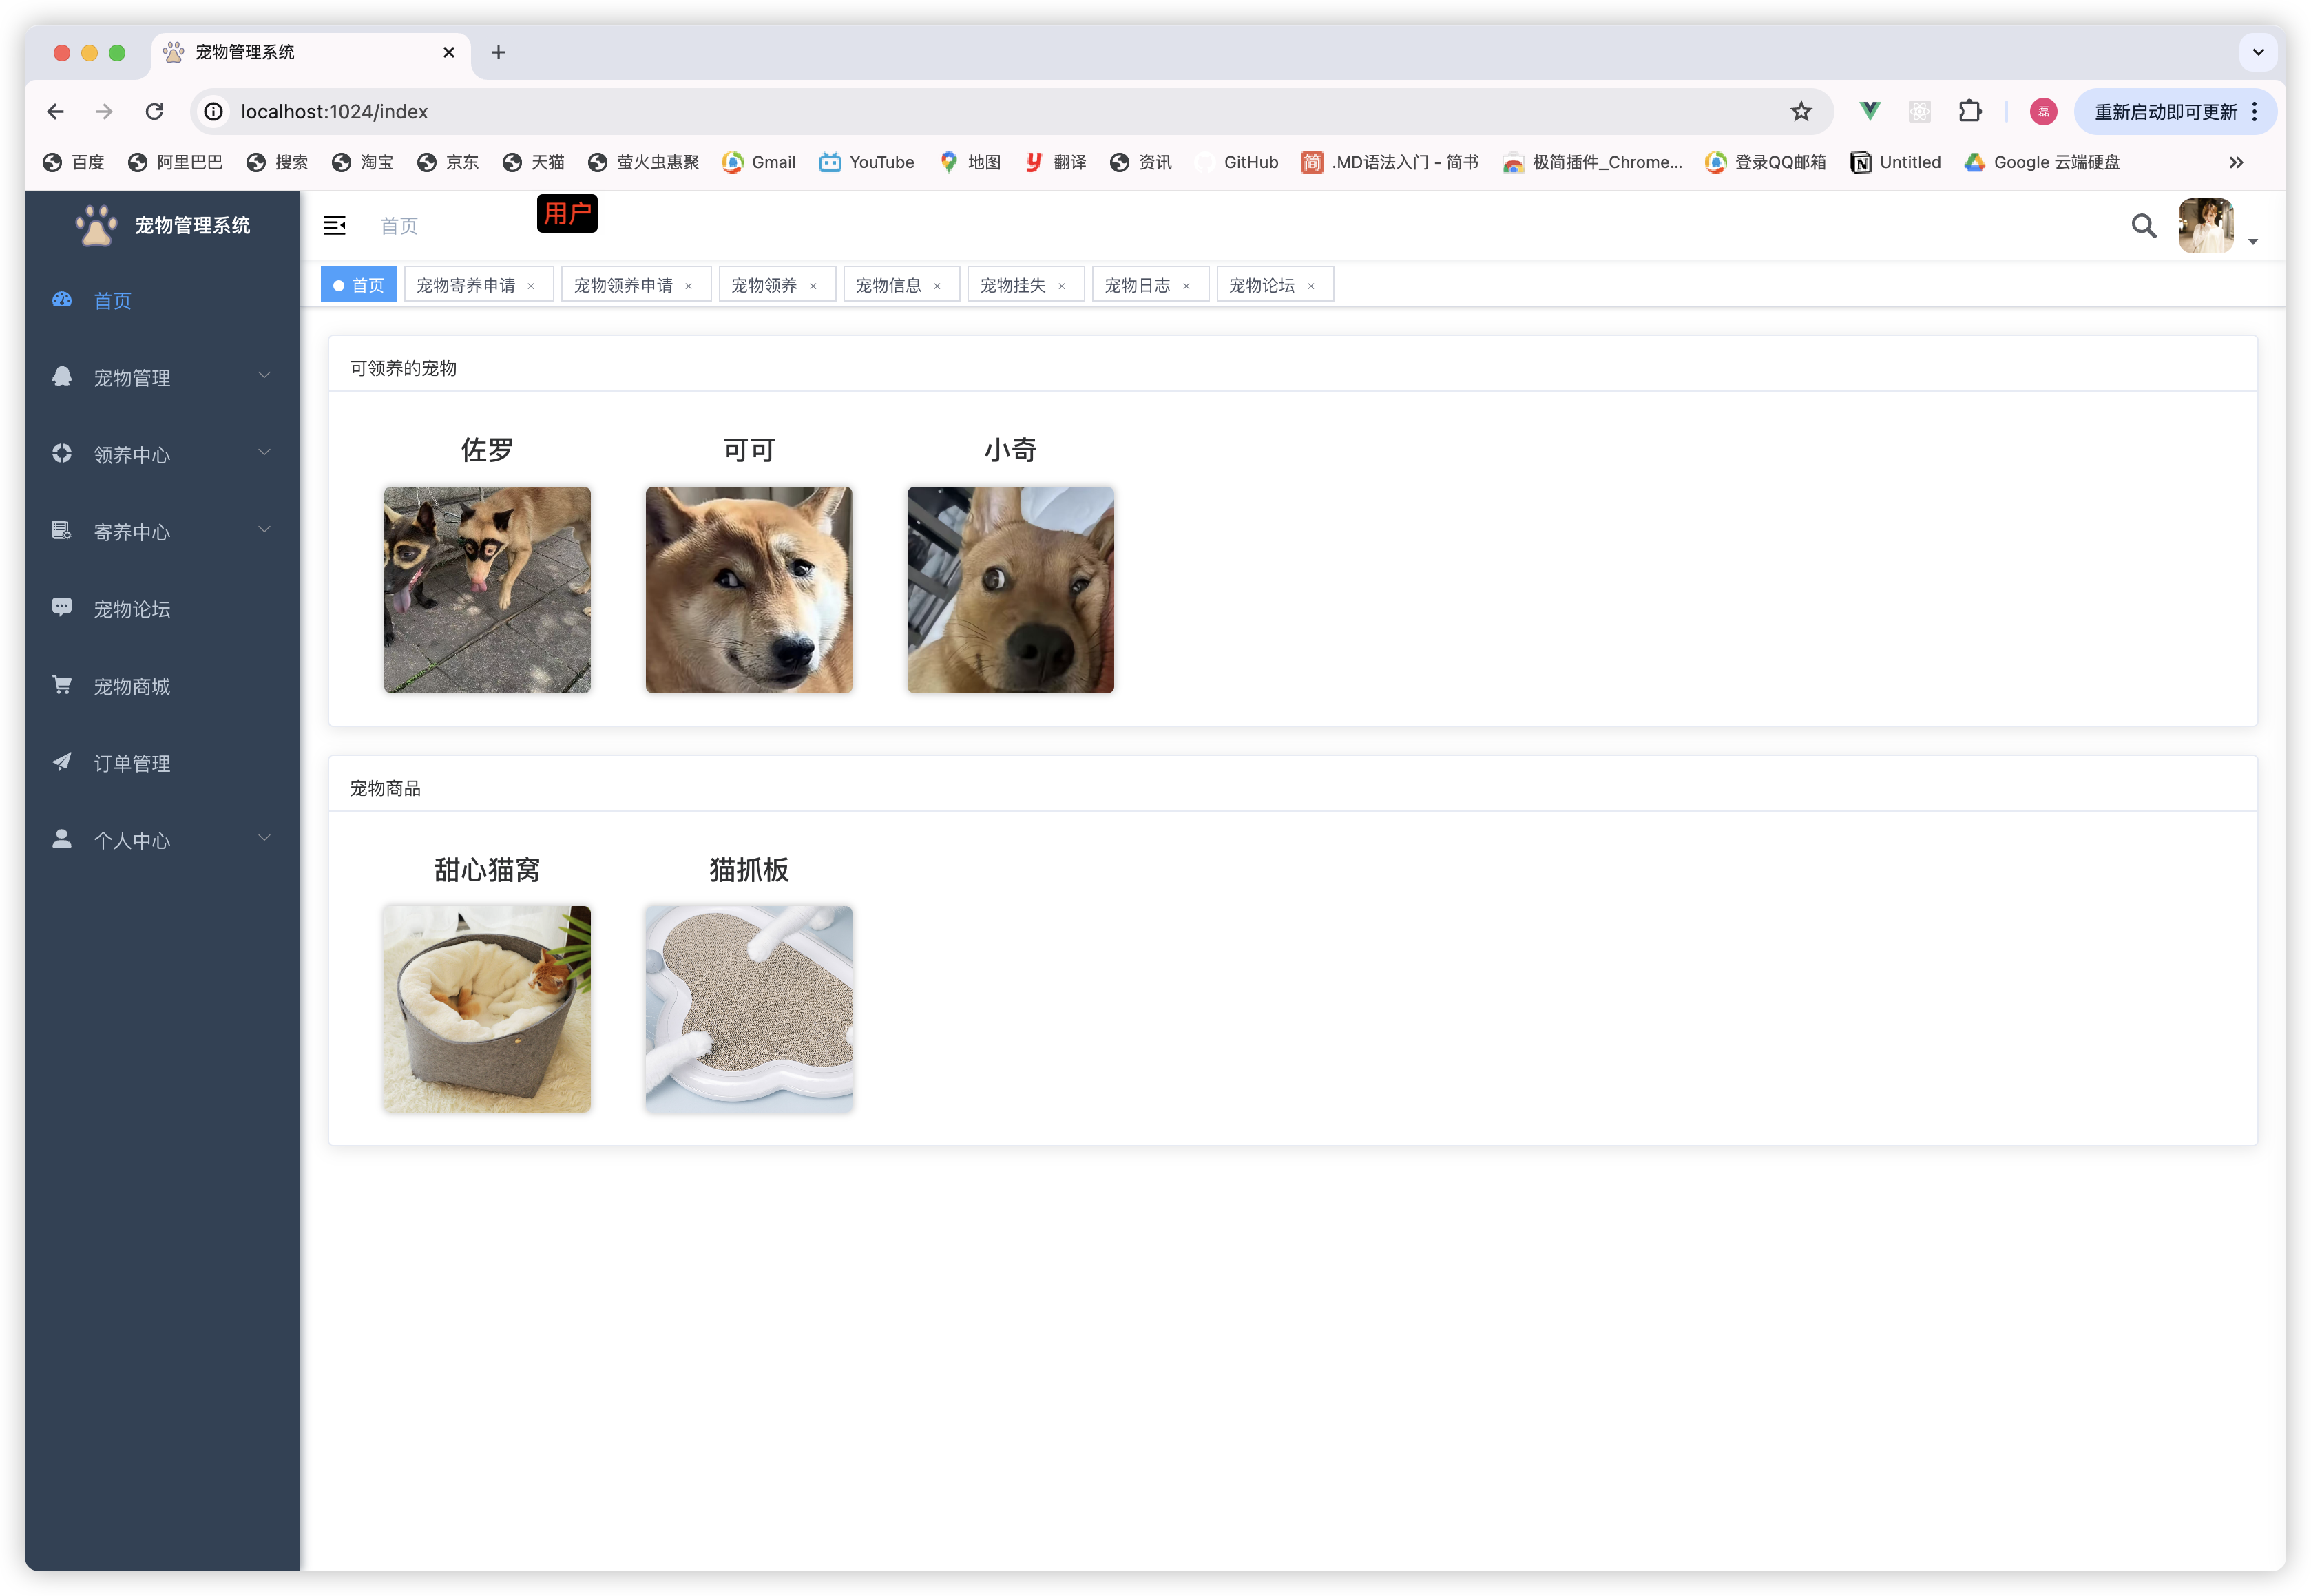 宠物管理系统
localhost:1024/index
磊
重新启动即可更新
百度 阿里巴巴 搜索 淘宝 京东 天猫 萤火虫惠聚 Gmail YouTube 地图 翻译 资讯 GitHub 简 .MD语法入门 - 简书 极简插件_Chrome... 登录QQ邮箱 Untitled Google 云端硬盘
宠物管理系统
首页
用户
首页 宠物寄养申请 宠物领养申请 宠物领养 宠物信息 宠物挂失 宠物日志 宠物论坛
首页
宠物管理
领养中心
寄养中心
宠物论坛
宠物商城
订单管理
个人中心
可领养的宠物
佐罗 可可 小奇
宠物商品
甜心猫窝 猫抓板